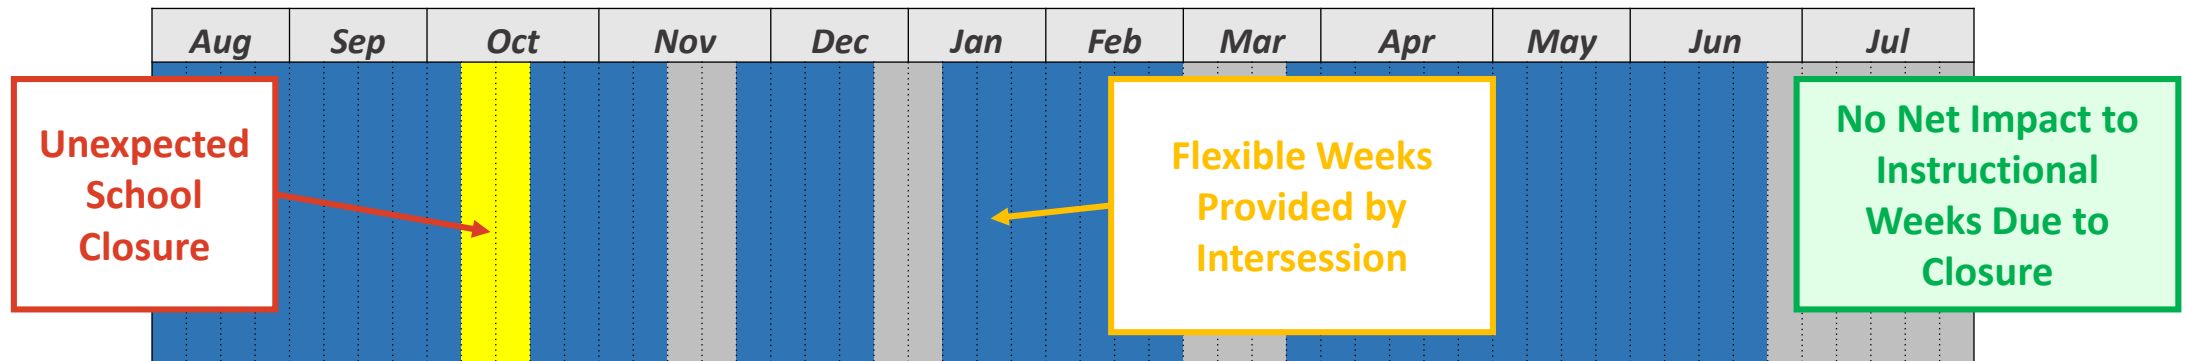 Aug Sep Oct Nov Dec Jan Feb Mar Apr May Jun Jul
Unexpected
School
Closure
Flexible Weeks
Provided by
Intersession
No Net Impact to
Instructional
Weeks Due to
Closure